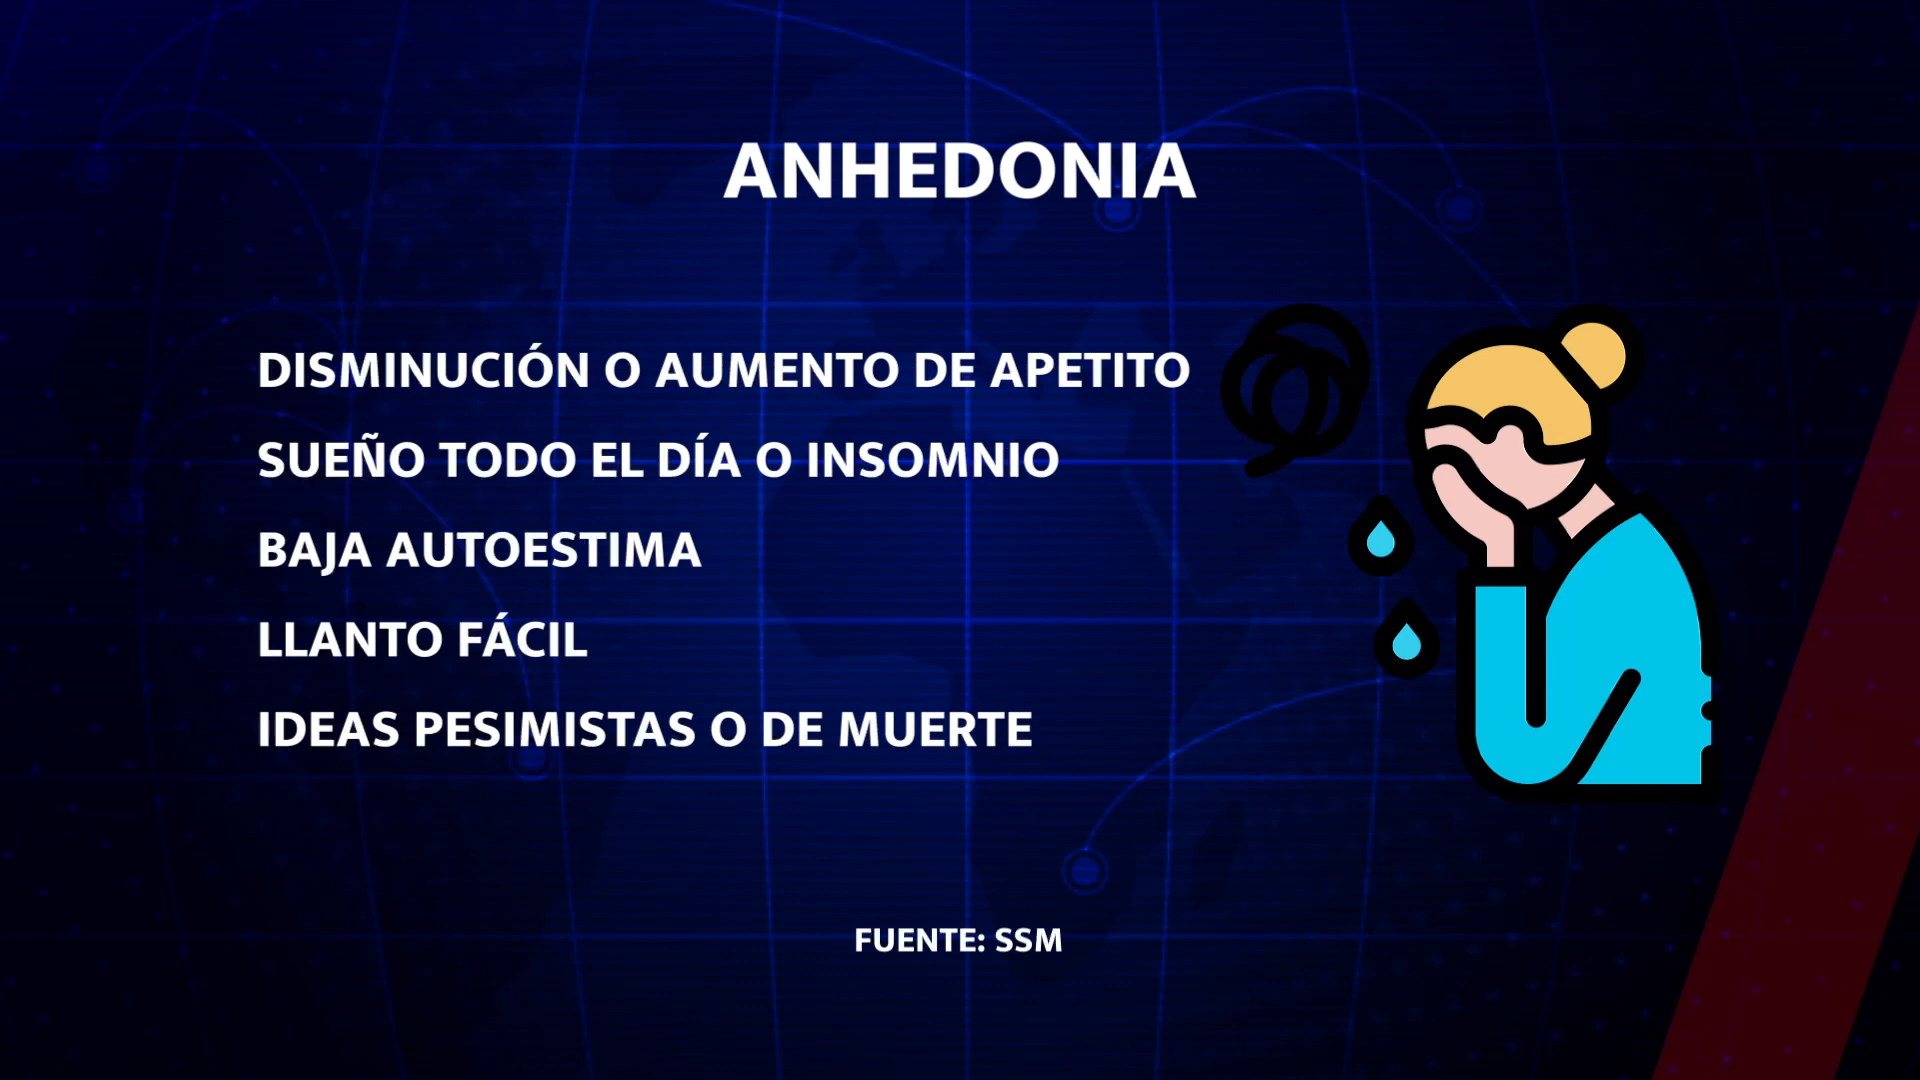 ANHEDONIA
DISMINUCIÓN O AUMENTO DE APETITO
SUEÑO TODO EL DÍA O INSOMNIO
BAJA AUTOESTIMA
LLANTO FÁCIL
IDEAS PESIMISTAS O DE MUERTE
FUENTE: SSM